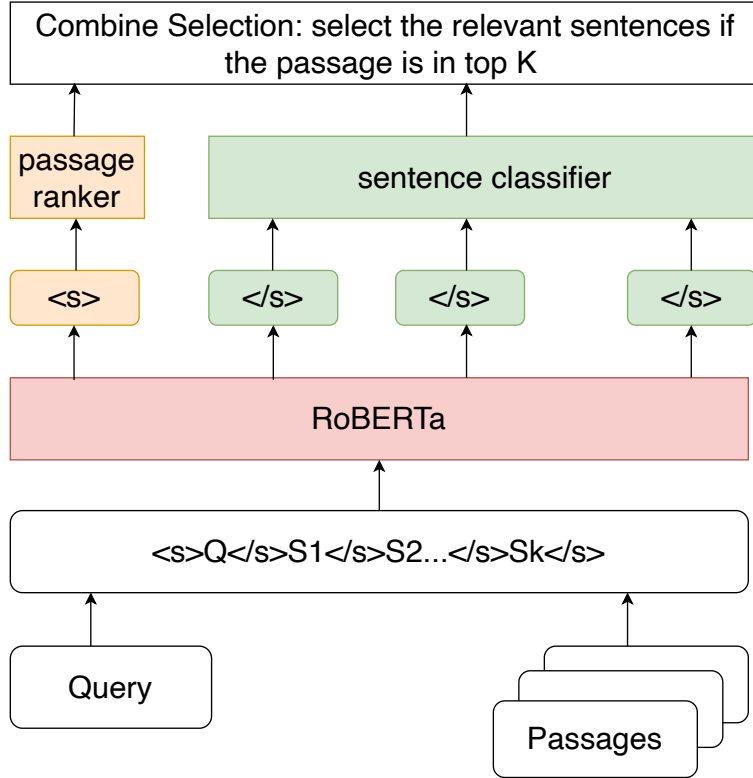 Combine Selection: select the relevant sentences if
the passage is in top K
passage
ranker
sentence classifier
<s>
</s>
</s>
</s>
RoBERTa
<s>Q</s>S1</s>S2...</s>Sk</s>
Query
Passages